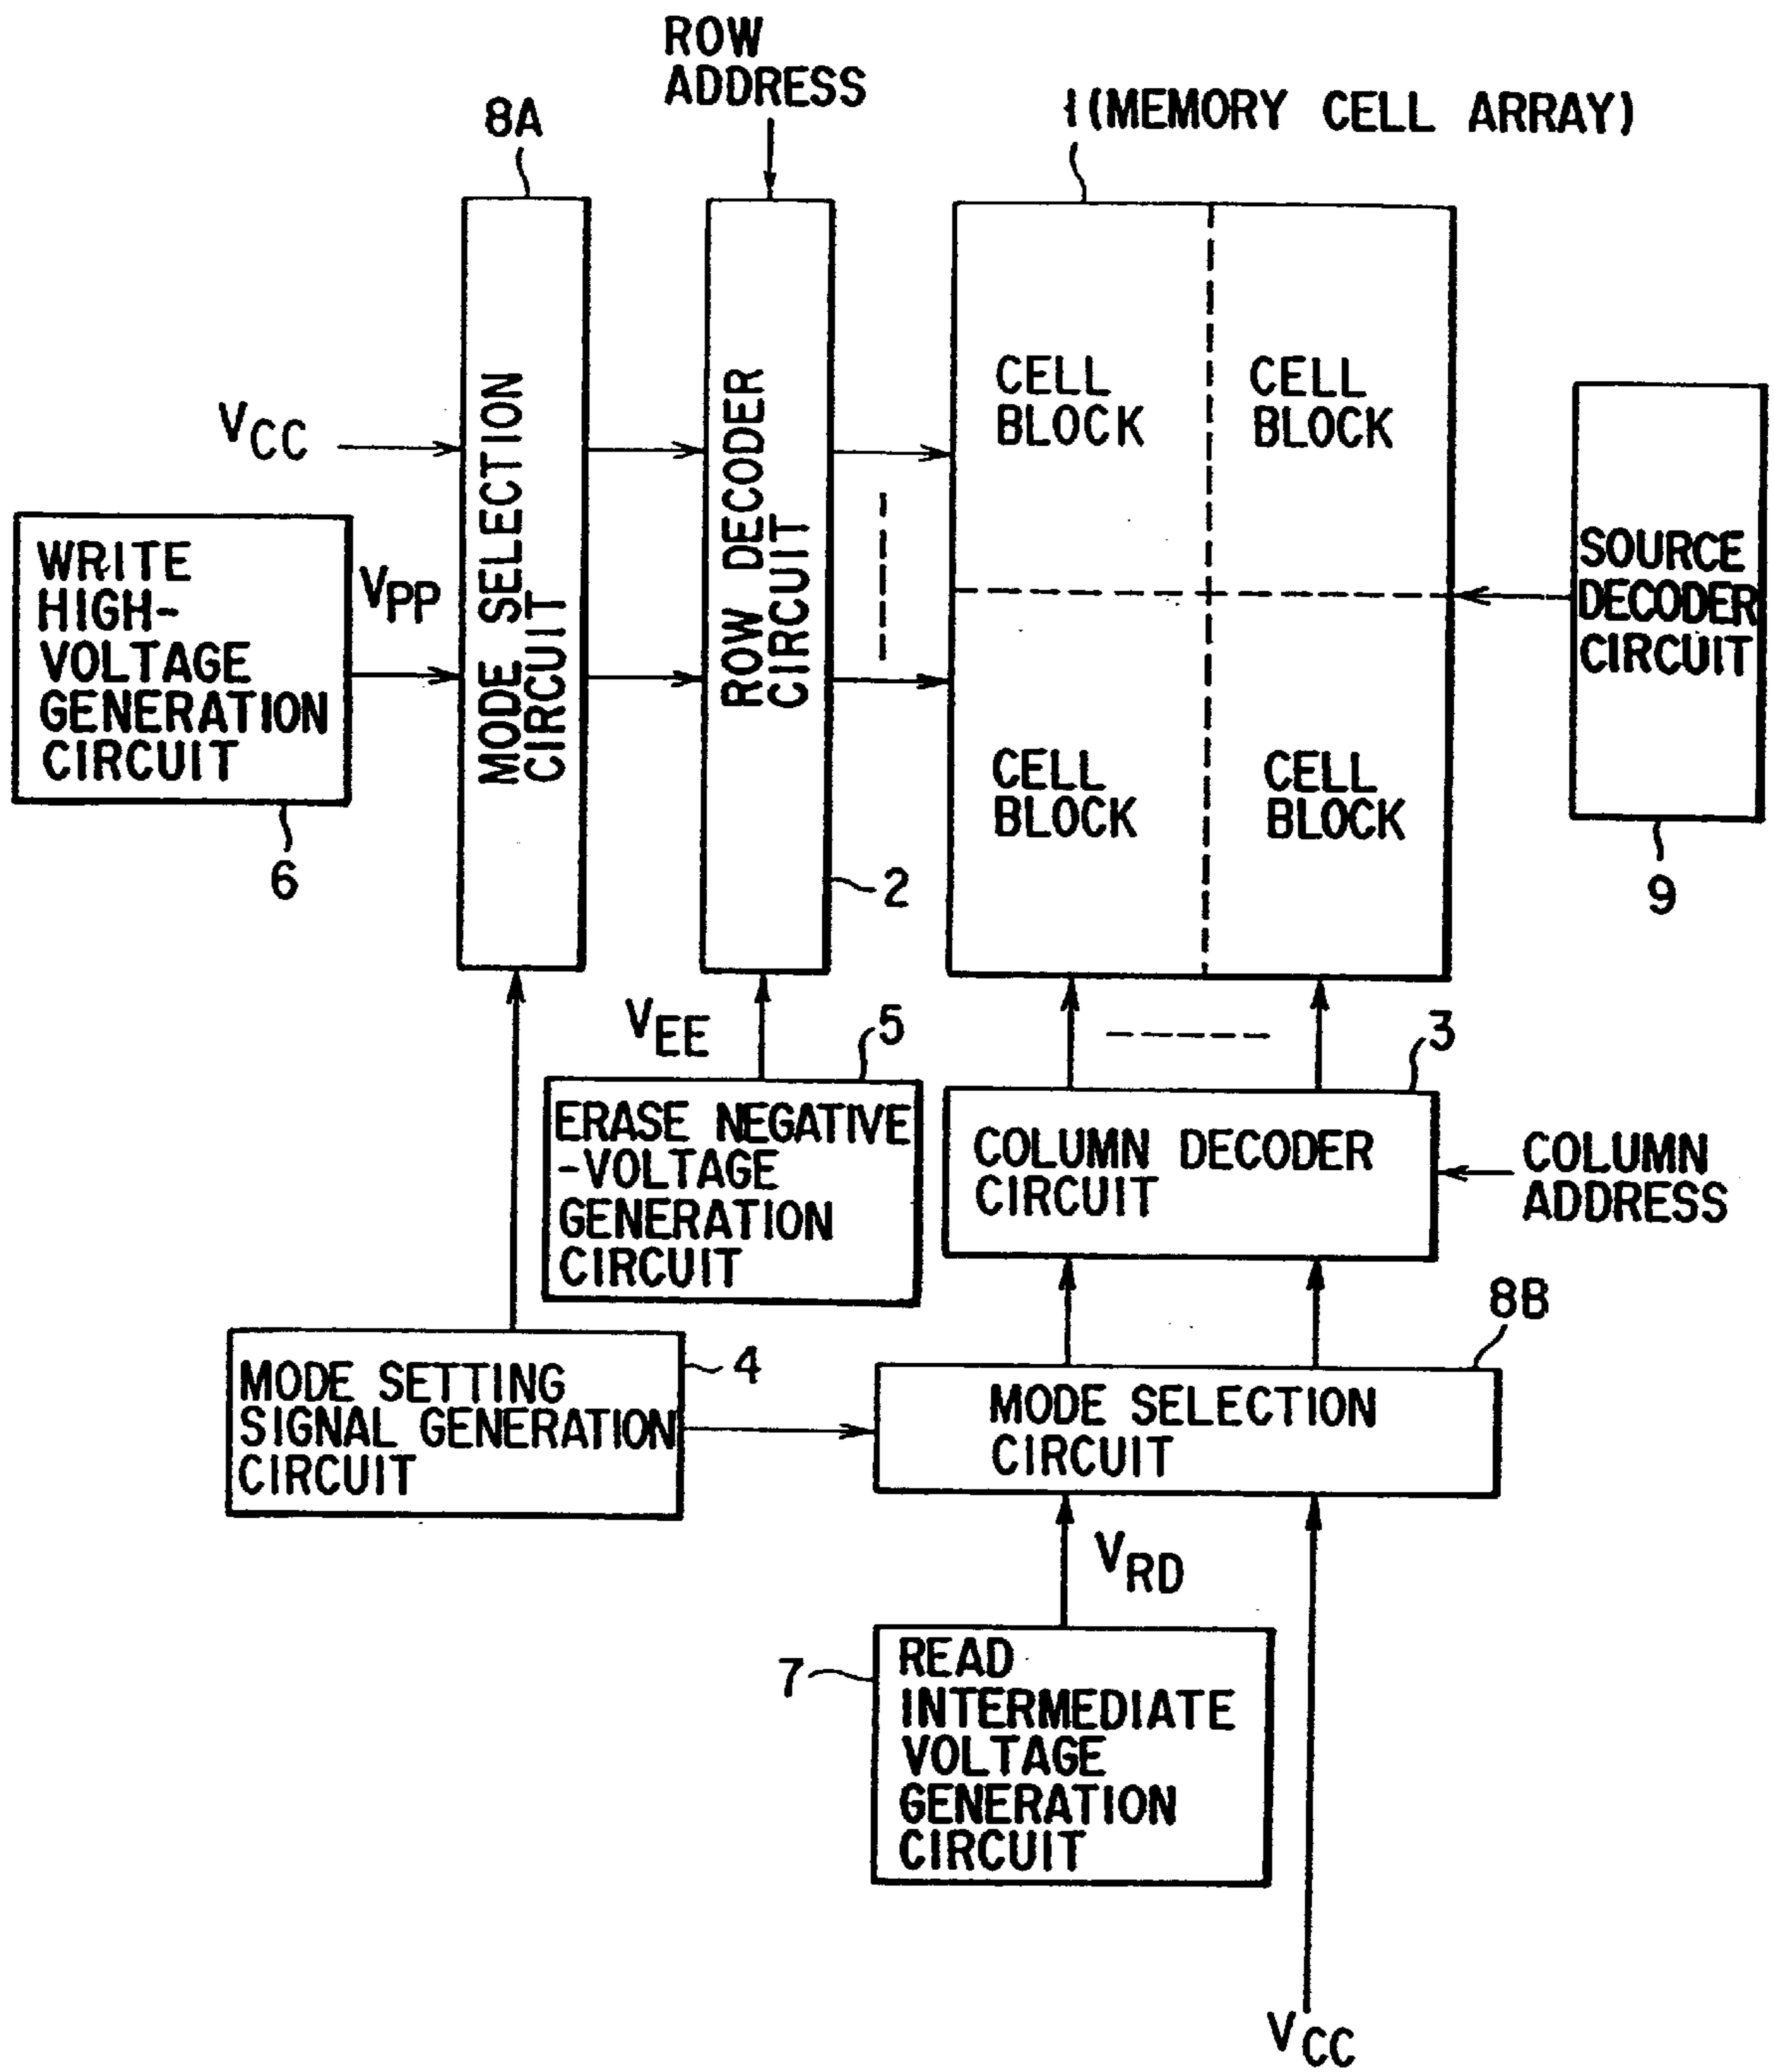 ROW
ADDRESS
8A
1 (MEMORY CELL ARRAY)
MODE SELECTION
CIRCUIT
ROW DECODER
CIRCUIT
CELL
BLOCK
CELL
BLOCK
VCC
WRITE
HIGH-
VOLTAGE
GENERATION
CIRCUIT
VPP
SOURCE
DECODER
CIRCUIT
CELL
BLOCK
CELL
BLOCK
6
2
9
VEE
5
3
ERASE NEGATIVE
-VOLTAGE
GENERATION
CIRCUIT
COLUMN DECODER
CIRCUIT
COLUMN
ADDRESS
8B
MODE SETTING
SIGNAL GENERATION
CIRCUIT
4
MODE SELECTION
CIRCUIT
VRD
7
READ
INTERMEDIATE
VOLTAGE
GENERATION
CIRCUIT
VCC